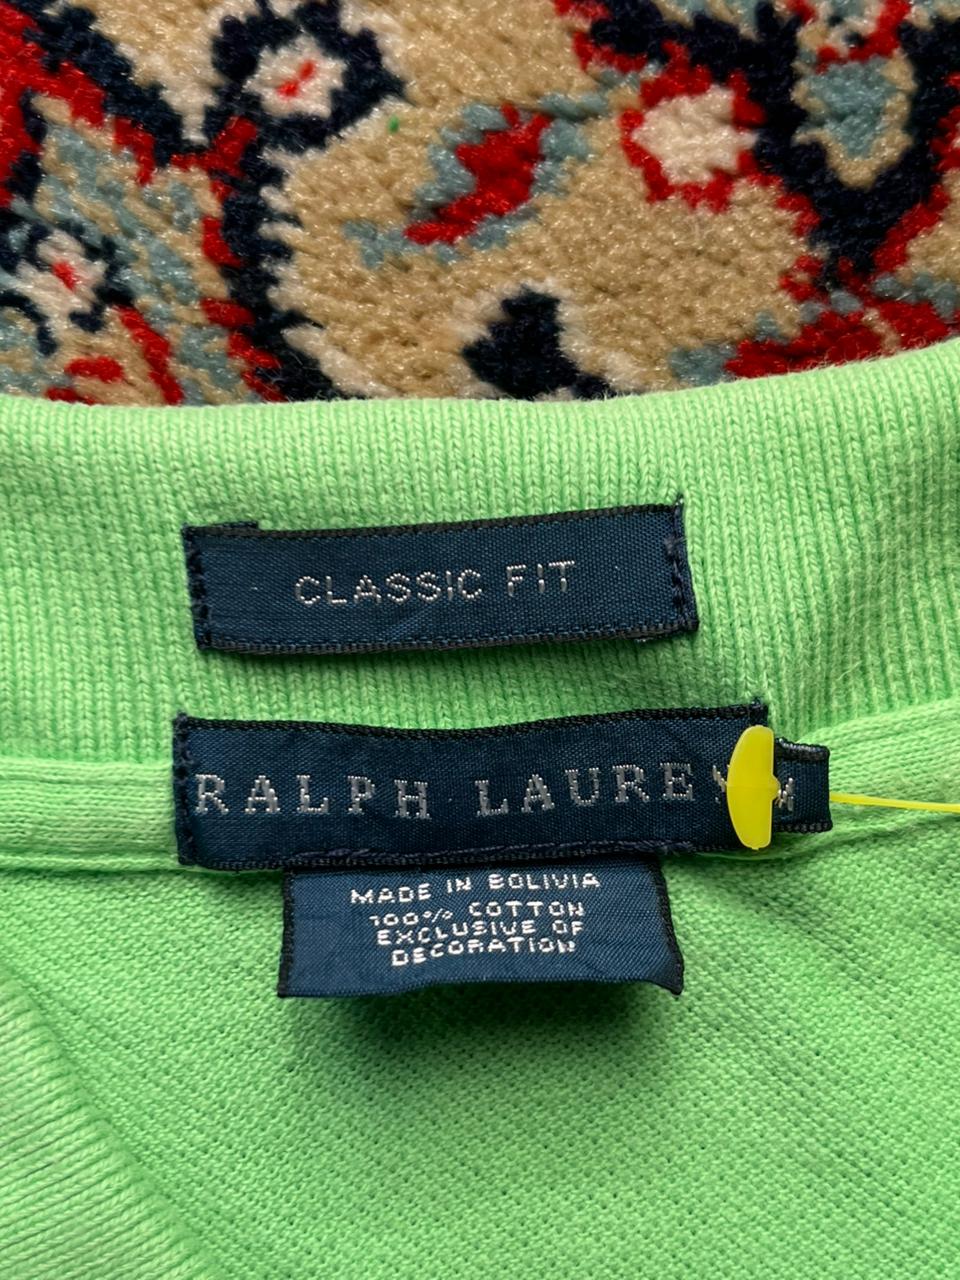 CLASSIC FIT
RALPH LAUREN
M
MADE IN BOLIVIA
100% COTTON
EXCLUSIVE OF
DECORATION